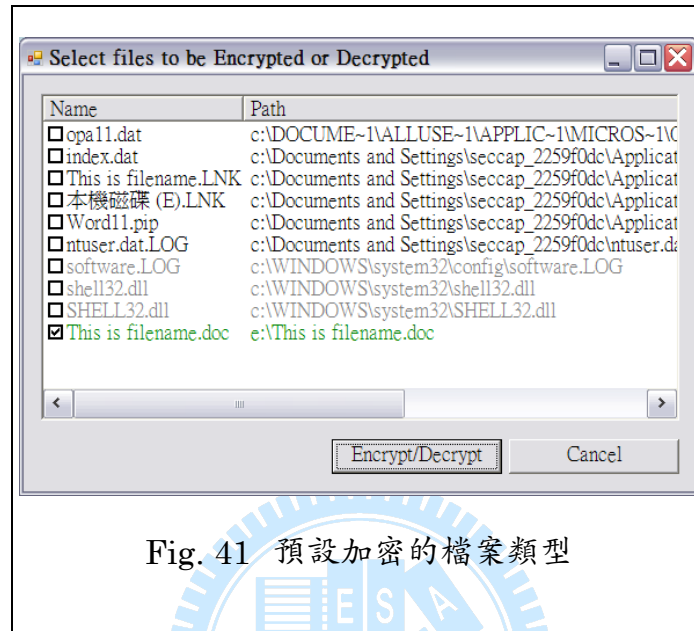 Select files to be Encrypted or Decrypted
Name Path
opa11.dat c:\DOCUME~1\ALLUSE~1\APPLIC~1\MICROS~1\
index.dat c:\Documents and Settings\seccap_2259f0dc\Applicat
This is filename.LNK c:\Documents and Settings\seccap_2259f0dc\Applicat
本機磁碟 (E).LNK c:\Documents and Settings\seccap_2259f0dc\Applicat
Word11.pip c:\Documents and Settings\seccap_2259f0dc\Applicat
ntuser.dat.LOG c:\Documents and Settings\seccap_2259f0dc\ntuser.da
software.LOG c:\WINDOWS\system32\config\software.LOG
shell32.dll c:\WINDOWS\system32\shell32.dll
SHELL32.dll c:\WINDOWS\system32\SHELL32.dll
This is filename.doc e:\This is filename.doc
Encrypt/Decrypt Cancel
Fig. 41 預設加密的檔案類型
E S A